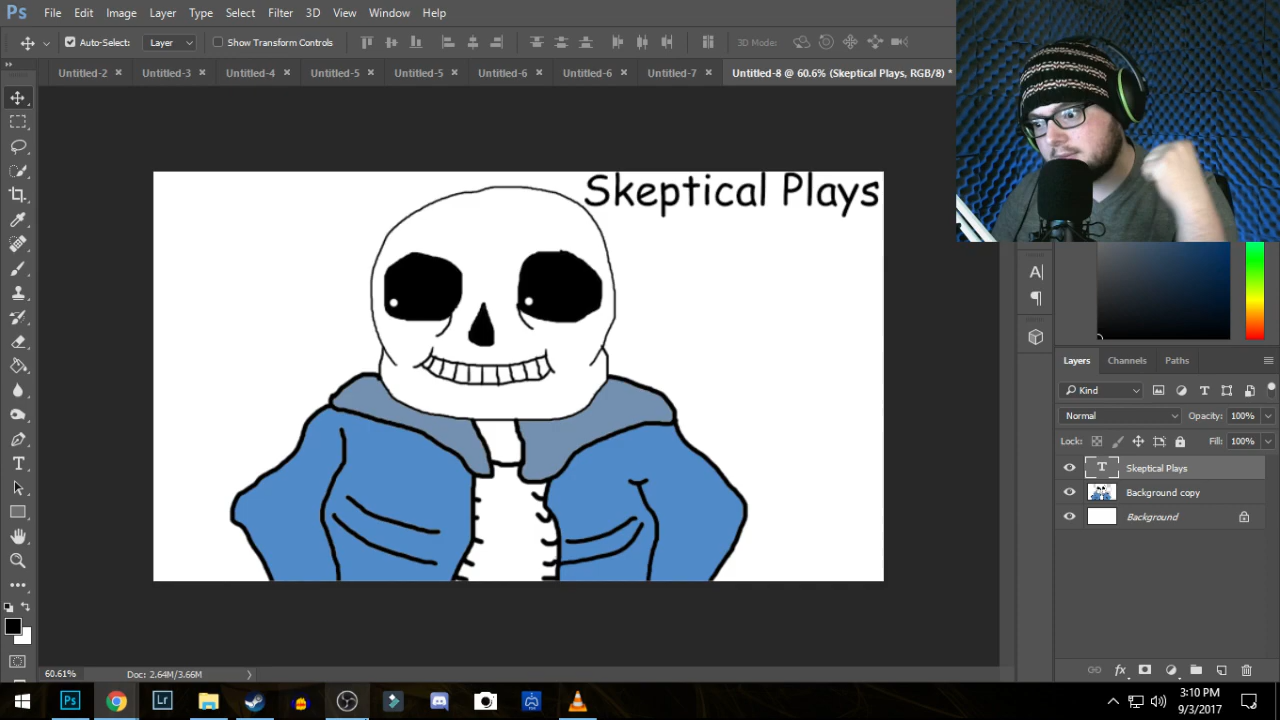 Ps File Edit Image Layer Type Select Filter 3D View Window Help
Auto-Select: Layer Show Transform Controls 3D Mode:
Untitled-2 × Untitled-3 × Untitled-4 × × Untitled-5 × Untitled-6 × Untitled-6 × Untitled-7 × Untitled-8 @ 60.6% (Skeptical Plays, RGB/8) *
Skeptical Plays
Layers Channels Paths
Kind
Normal Opacity: 100%
Lock: Fill: 100%
T Skeptical Plays
Background copy
Background
60.61% Doc: 2.64M/3.66M
Ps Lr
3:10 PM
9/3/2017